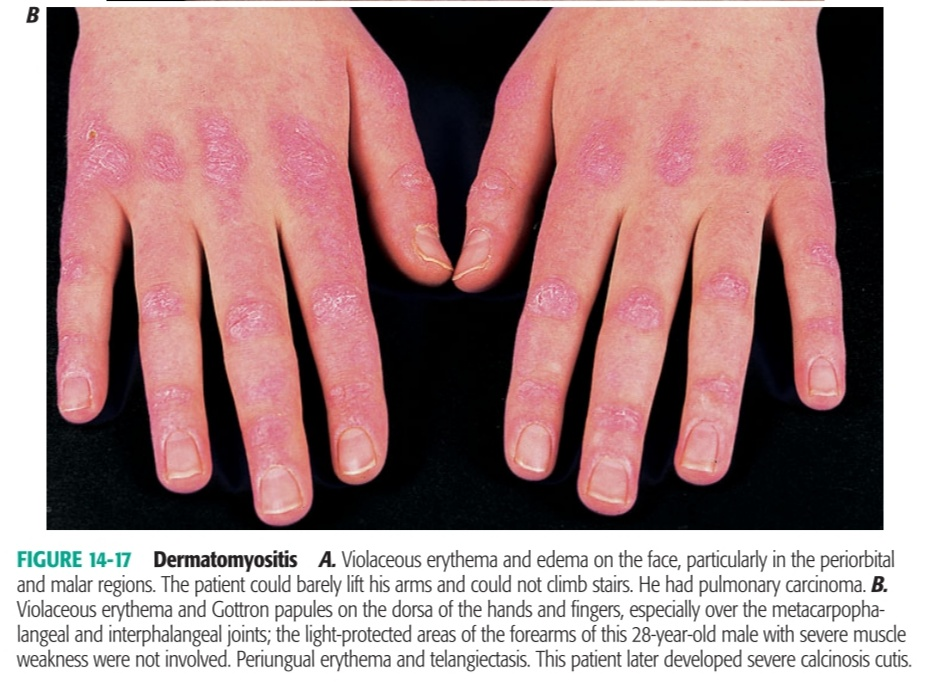 B
FIGURE 14-17 Dermatomyositis A. Violaceous erythema and edema on the face, particularly in the periorbital
and malar regions. The patient could barely lift his arms and could not climb stairs. He had pulmonary carcinoma. B.
Violaceous erythema and Gottron papules on the dorsa of the hands and fingers, especially over the metacarpopha-
langeal and interphalangeal joints; the light-protected areas of the forearms of this 28-year-old male with severe muscle
weakness were not involved. Periungual erythema and telangiectasis. This patient later developed severe calcinosis cutis.